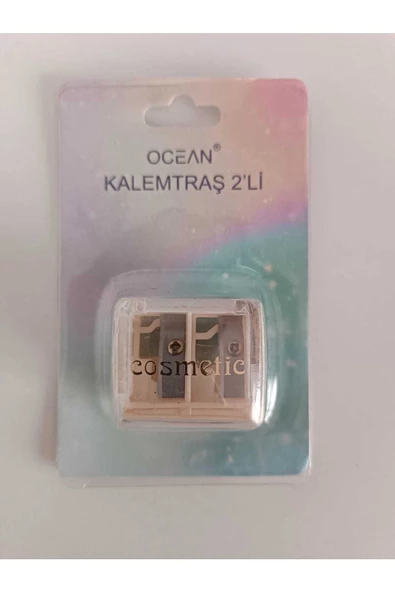 OCEAN®
KALEMTRAŞ 2'Lİ
cosmetic